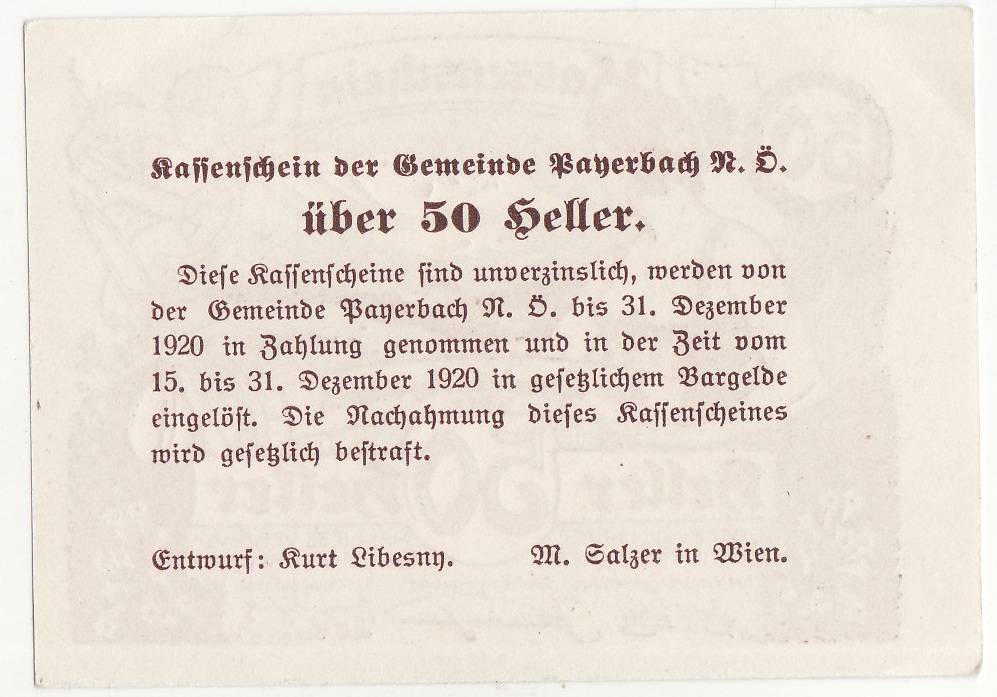 Kassenschein der Gemeinde Payerbach N. Ö.
über 50 Heller.
Diese Kassenscheine sind unverzinslich, werden von
der Gemeinde Payerbach N. Ö. bis 31. Dezember
1920 in Zahlung genommen und in der Zeit vom
15. bis 31. Dezember 1920 in gesetzlichem Bargelde
eingelöst. Die Nachahmung dieses Kassenscheines
wird gesetzlich bestraft.
Entwurf: Kurt Libesny. M. Salzer in Wien.